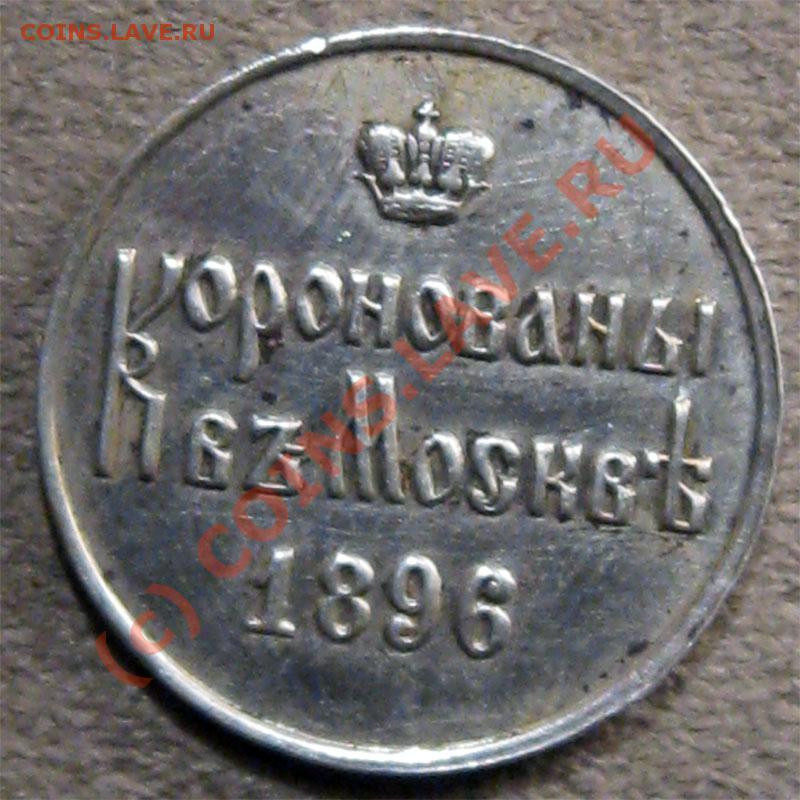 COINS.LAVE.RU
Коронованы
въ Москвѣ
1896
(c) COINS.LAVE.RU